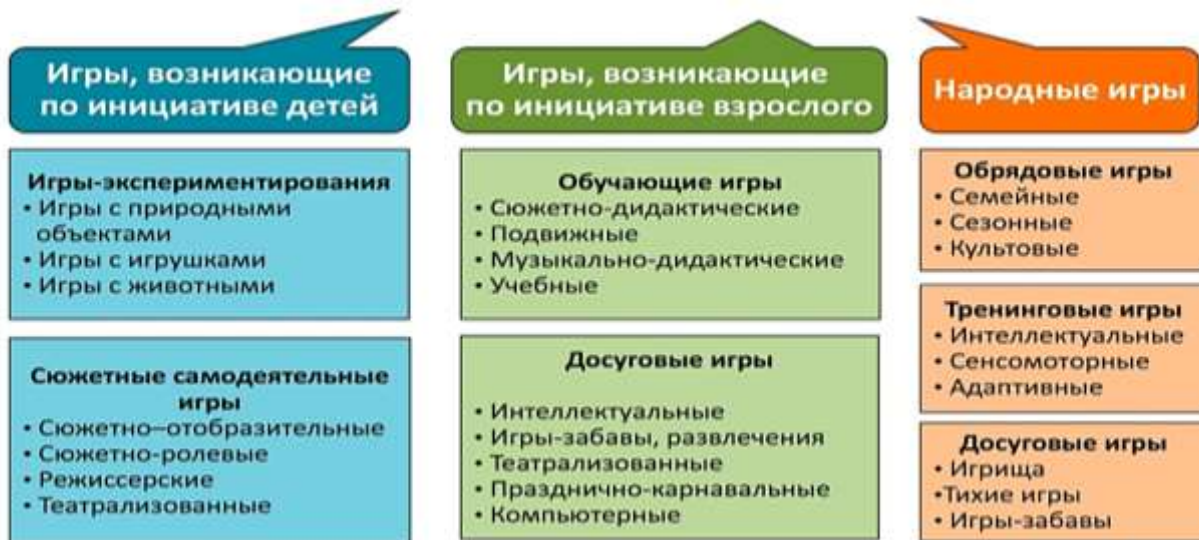 Игры, возникающие
по инициативе детей
Игры-экспериментирования
• Игры с природными
объектами
• Игры с игрушками
• Игры с животными
Сюжетные самодеятельные
игры
• Сюжетно–отобразительные
• Сюжетно-ролевые
• Режиссерские
• Театрализованные
Игры, возникающие
по инициативе взрослого
Обучающие игры
• Сюжетно-дидактические
• Подвижные
• Музыкально-дидактические
• Учебные
Досуговые игры
• Интеллектуальные
• Игры-забавы, развлечения
• Театрализованные
• Празднично-карнавальные
• Компьютерные
Народные игры
Обрядовые игры
• Семейные
• Сезонные
• Культовые
Тренинговые игры
• Интеллектуальные
• Сенсомоторные
• Адаптивные
Досуговые игры
• Игрища
•Тихие игры
• Игры-забавы